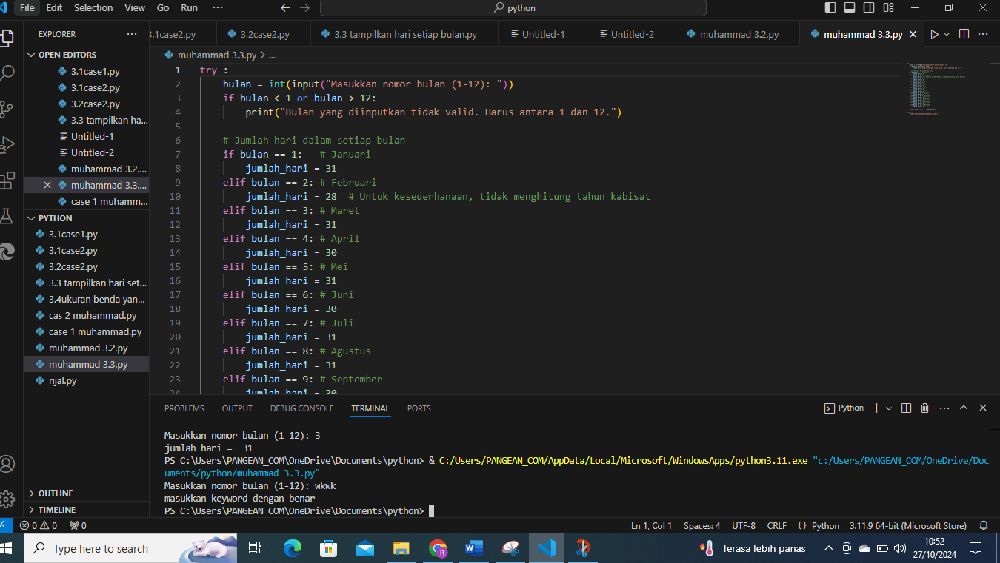 File Edit Selection View Go Run ··· python
EXPLORER ···
3.1case2.py 3.2case2.py 3.3 tampilkan hari setiap bulan.py Untitled-1 Untitled-2 muhammad 3.2.py muhammad 3.3.py
OPEN EDITORS
3.1case1.py
3.1case2.py
3.2case2.py
3.3 tampilkan ha...
Untitled-1
Untitled-2
muhammad 3.2....
muhammad 3.3....
case 1 muhamm...
PYTHON
3.1case1.py
3.1case2.py
3.2case2.py
3.3 tampilkan hari set...
3.4ukuran benda yan...
cas 2 muhammad.py
case 1 muhammad.py
muhammad 3.2.py
muhammad 3.3.py
rijal.py
OUTLINE
TIMELINE
muhammad 3.3.py > ...
1 try :
2 bulan = int(input("Masukkan nomor bulan (1-12): "))
3 if bulan < 1 or bulan > 12:
4 print("Bulan yang diinputkan tidak valid. Harus antara 1 dan 12.")
5
6 # Jumlah hari dalam setiap bulan
7 if bulan == 1: # Januari
8 jumlah_hari = 31
9 elif bulan == 2: # Februari
10 jumlah_hari = 28 # Untuk kesederhanaan, tidak menghitung tahun kabisat
11 elif bulan == 3: # Maret
12 jumlah_hari = 31
13 elif bulan == 4: # April
14 jumlah_hari = 30
15 elif bulan == 5: # Mei
16 jumlah_hari = 31
17 elif bulan == 6: # Juni
18 jumlah_hari = 30
19 elif bulan == 7: # Juli
20 jumlah_hari = 31
21 elif bulan == 8: # Agustus
22 jumlah_hari = 31
23 elif bulan == 9: # September
24 jumlah_hari = 30
PROBLEMS OUTPUT DEBUG CONSOLE TERMINAL PORTS Python
Masukkan nomor bulan (1-12): 3
jumlah hari =  31
PS C:\Users\PANGEAN_COM\OneDrive\Documents\python> & C:/Users/PANGEAN_COM/AppData/Local/Microsoft/WindowsApps/python3.11.exe "c:/Users/PANGEAN_COM/OneDrive/Doc
uments/python/muhammad 3.3.py"
Masukkan nomor bulan (1-12): wkwk
masukkan keyword dengan benar
PS C:\Users\PANGEAN_COM\OneDrive\Documents\python>
0 0 0 Ln 1, Col 1 Spaces: 4 UTF-8 CRLF {} Python 3.11.9 64-bit (Microsoft Store)
Type here to search Terasa lebih panas 10:52
27/10/2024